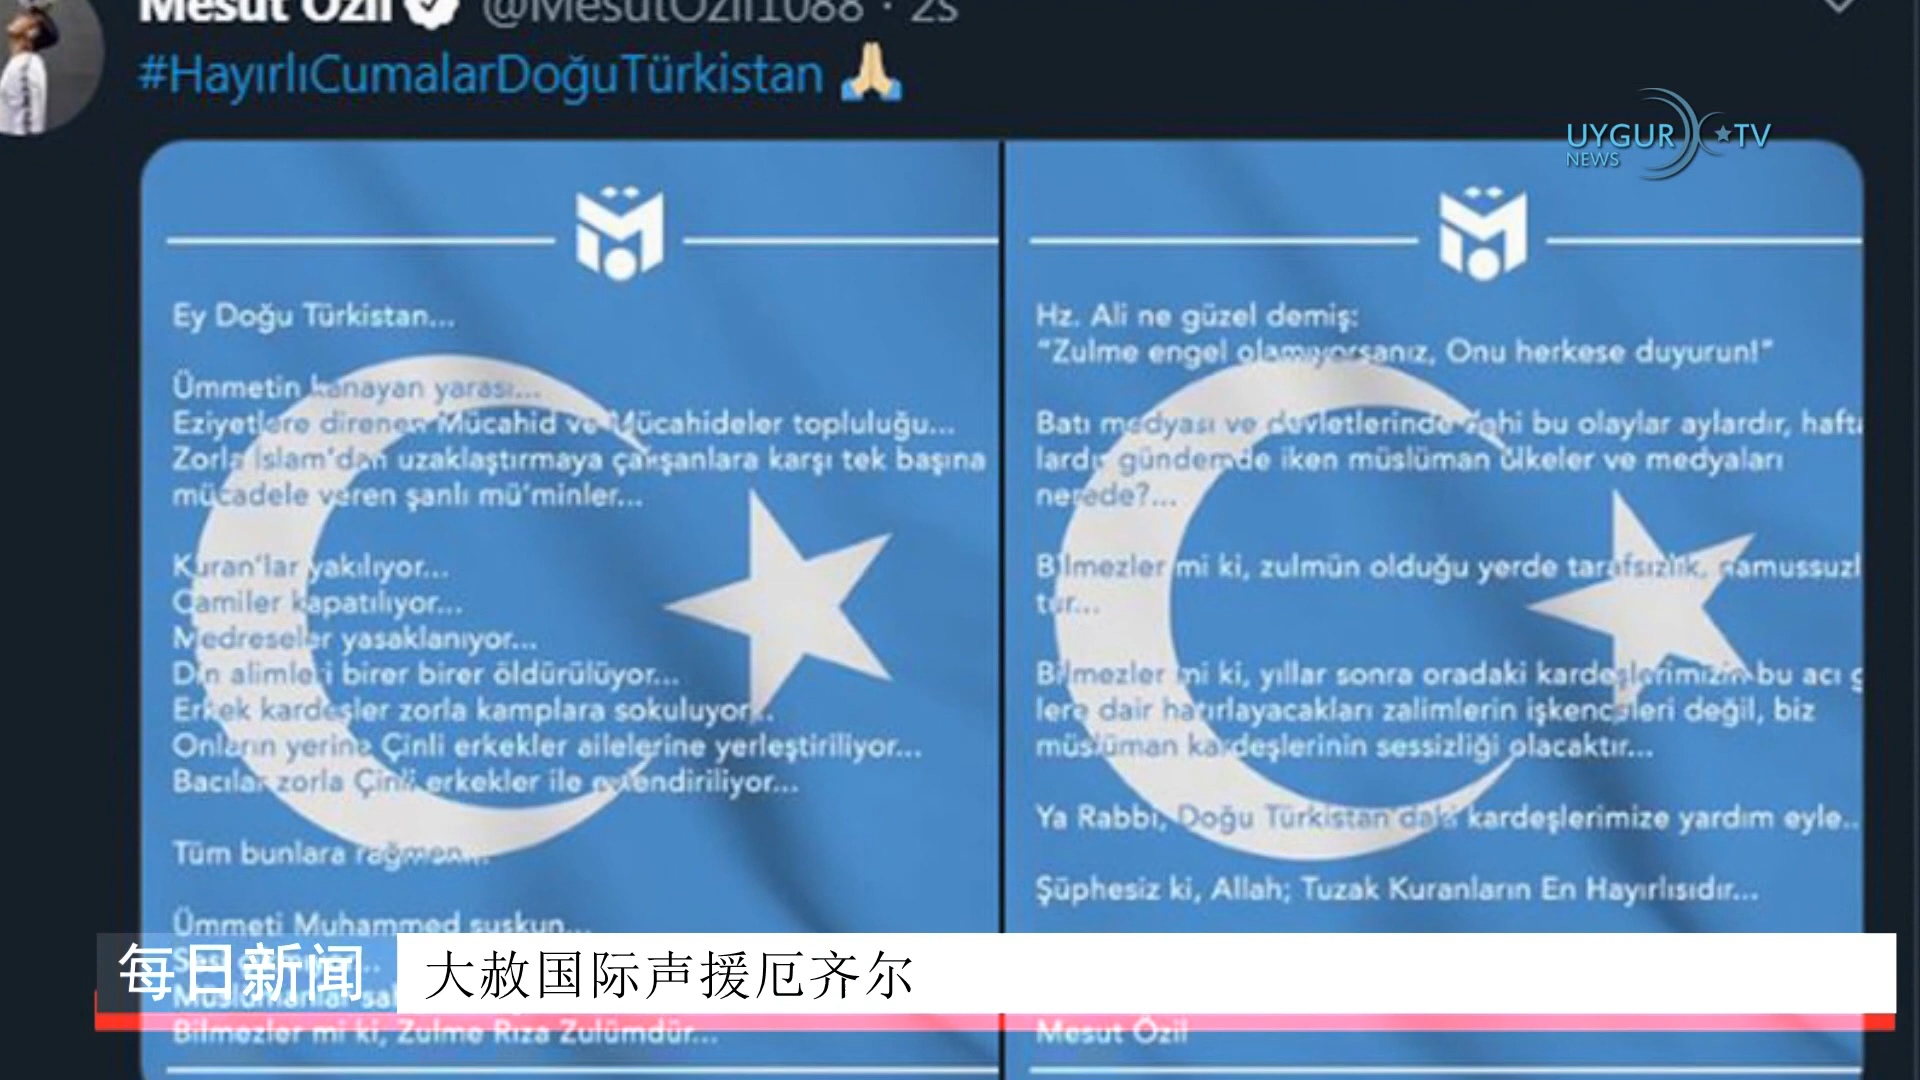 Mesut Özil @MesutOzil1088 · 2s
#HayırlıCumalarDoğuTürkistan
UYGUR TV
NEWS
Ey Doğu Türkistan...
Ümmetin kanayan yarası...
Eziyetlere direnen Mücahid ve Mücahideler topluluğu...
Zorla İslam'dan uzaklaştırmaya çalışanlara karşı tek başına
mücadele veren şanlı mü'minler...
Kuran'lar yakılıyor...
Camiler kapatılıyor...
Medreseler yasaklanıyor...
Din alimleri birer birer öldürülüyor...
Erkek kardeşler zorla kamplara sokuluyor...
Onların yerine Çinli erkekler ailelerine yerleştiriliyor...
Bacılar zorla Çinli erkekler ile evlendiriliyor...
Tüm bunlara rağmen...
Ümmeti Muhammed suskun...
Bilmezler mi ki, Zulme Rıza Zulümdür...
Hz. Ali ne güzel demiş:
"Zulme engel olamıyorsanız, Onu herkese duyurun!"
Batı medyası ve devletlerinde dahi bu olaylar aylardır, hafta
lardır gündemde iken müslüman ülkeler ve medyaları
nerede?...
Bilmezler mi ki, zulmün olduğu yerde tarafsızlık, namussuzl
tur...
Bilmezler mi ki, yıllar sonra oradaki kardeşlerimizin bu acı g
lere dair hatırlayacakları zalimlerin işkenceleri değil, biz
müslüman kardeşlerinin sessizliği olacaktır...
Ya Rabbi, Doğu Türkistan'daki kardeşlerimize yardım eyle..
Şüphesiz ki, Allah; Tuzak Kuranların En Hayırlısıdır...
Mesut Özil
每日新闻
大赦国际声援厄齐尔